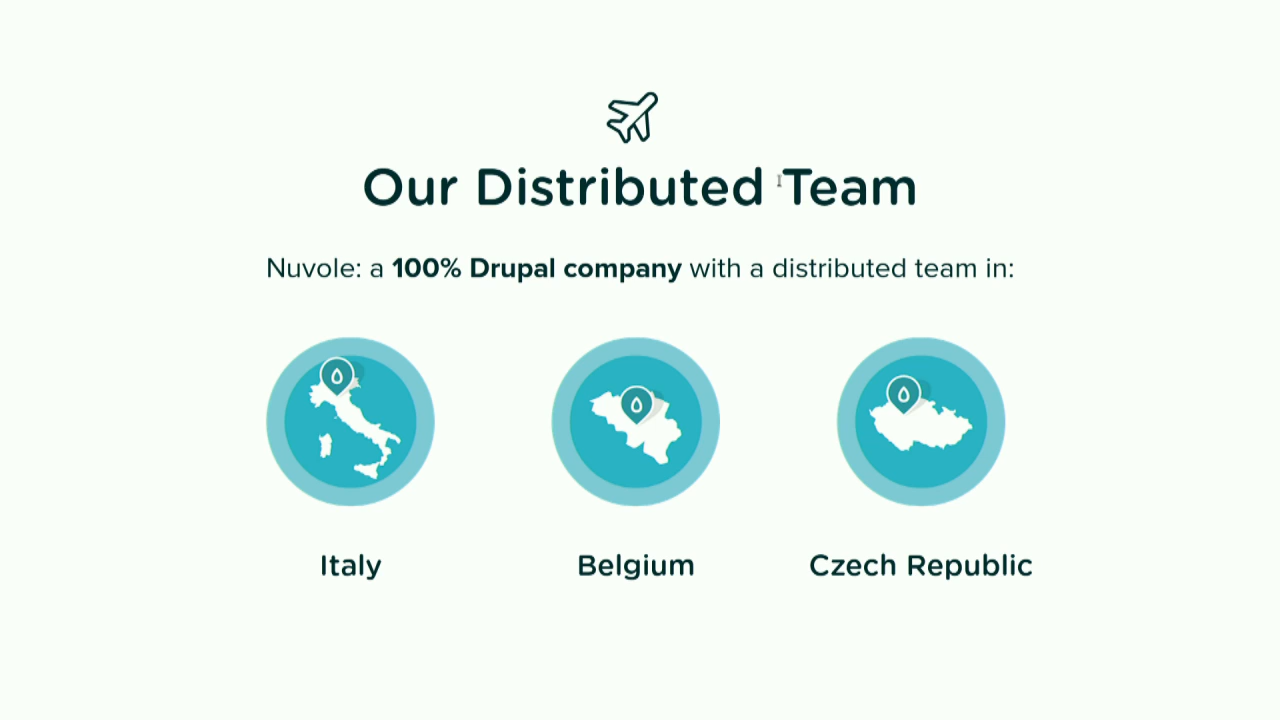 Our Distributed Team
Nuvole: a 100% Drupal company with a distributed team in:
Italy
Belgium
Czech Republic